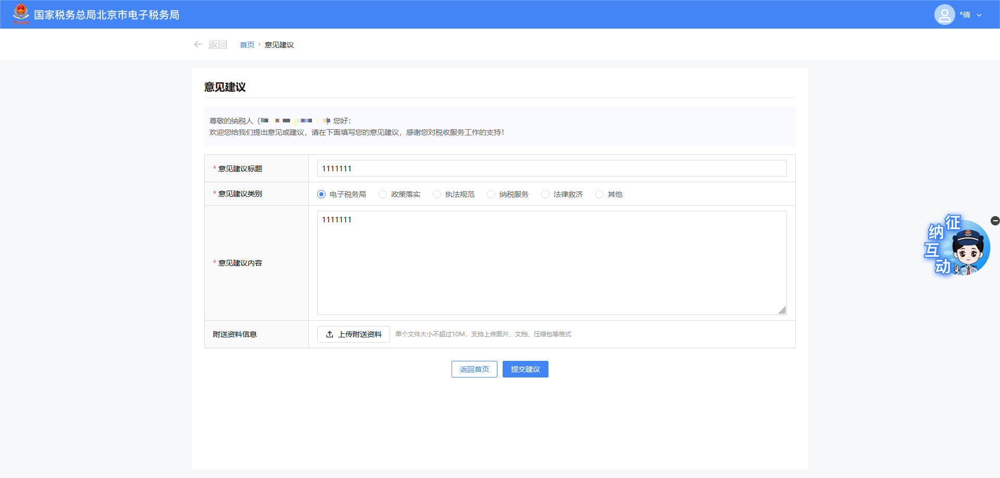 国家税务总局北京市电子税务局
*倩
返回 首页 > 意见建议
意见建议
尊敬的纳税人（ ）您好：
欢迎您给我们提出意见或建议，请在下面填写您的意见建议，感谢您对税收服务工作的支持！
* 意见建议标题 1111111
* 意见建议类别 电子税务局 政策落实 执法规范 纳税服务 法律救济 其他
* 意见建议内容 1111111
附送资料信息 上传附送资料 单个文件大小不超过10M，支持上传图片、文档、压缩包等格式
返回首页 提交建议
征纳互动